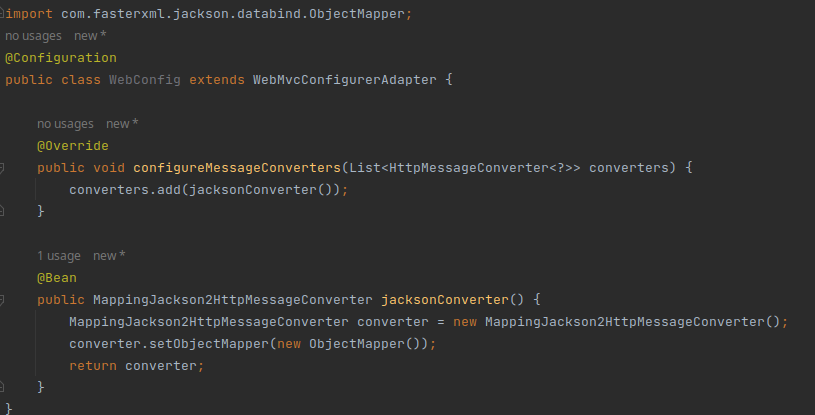 import com.fasterxml.jackson.databind.ObjectMapper;
no usages new *
@Configuration
public class WebConfig extends WebMvcConfigurerAdapter {
no usages new *
@Override
public void configureMessageConverters(List<HttpMessageConverter<?>> converters) {
converters.add(jacksonConverter());
}
1 usage new *
@Bean
public MappingJackson2HttpMessageConverter jacksonConverter() {
MappingJackson2HttpMessageConverter converter = new MappingJackson2HttpMessageConverter();
converter.setObjectMapper(new ObjectMapper());
return converter;
}
}